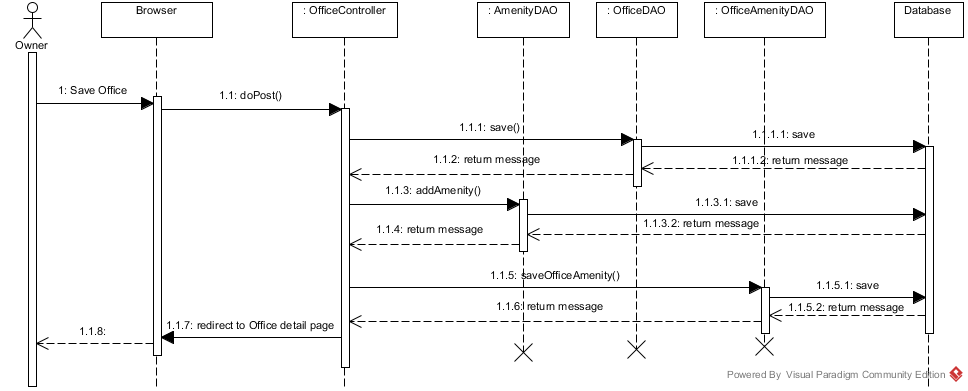 Browser
: OfficeController
: AmenityDAO
: OfficeDAO
: OfficeAmenityDAO
Database
Owner
1: Save Office
1.1: doPost()
1.1.1: save()
1.1.1.1: save
1.1.1.2: return message
1.1.2: return message
1.1.3: addAmenity()
1.1.3.1: save
1.1.3.2: return message
1.1.4: return message
1.1.5: saveOfficeAmenity()
1.1.5.1: save
1.1.5.2: return message
1.1.6: return message
1.1.7: redirect to Office detail page
1.1.8:
Powered By Visual Paradigm Community Edition